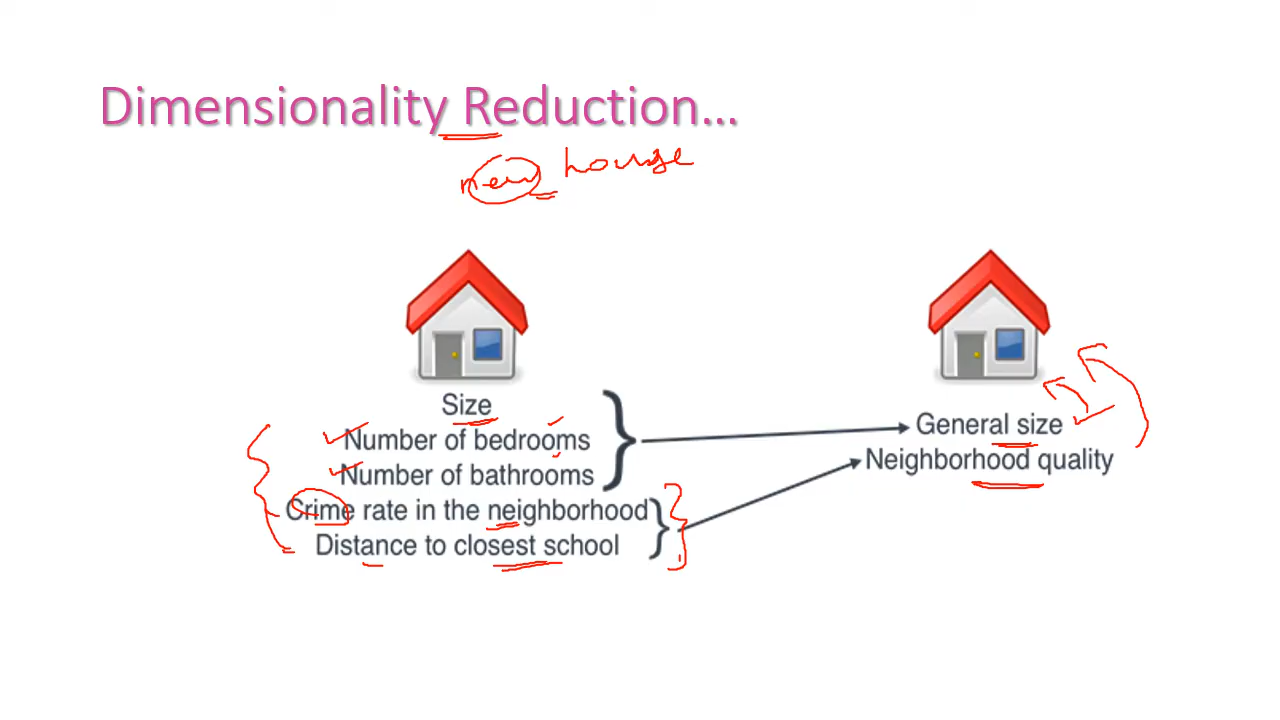 Dimensionality Reduction...
new house
Size
Number of bedrooms
Number of bathrooms
Crime rate in the neighborhood
Distance to closest school
General size
Neighborhood quality